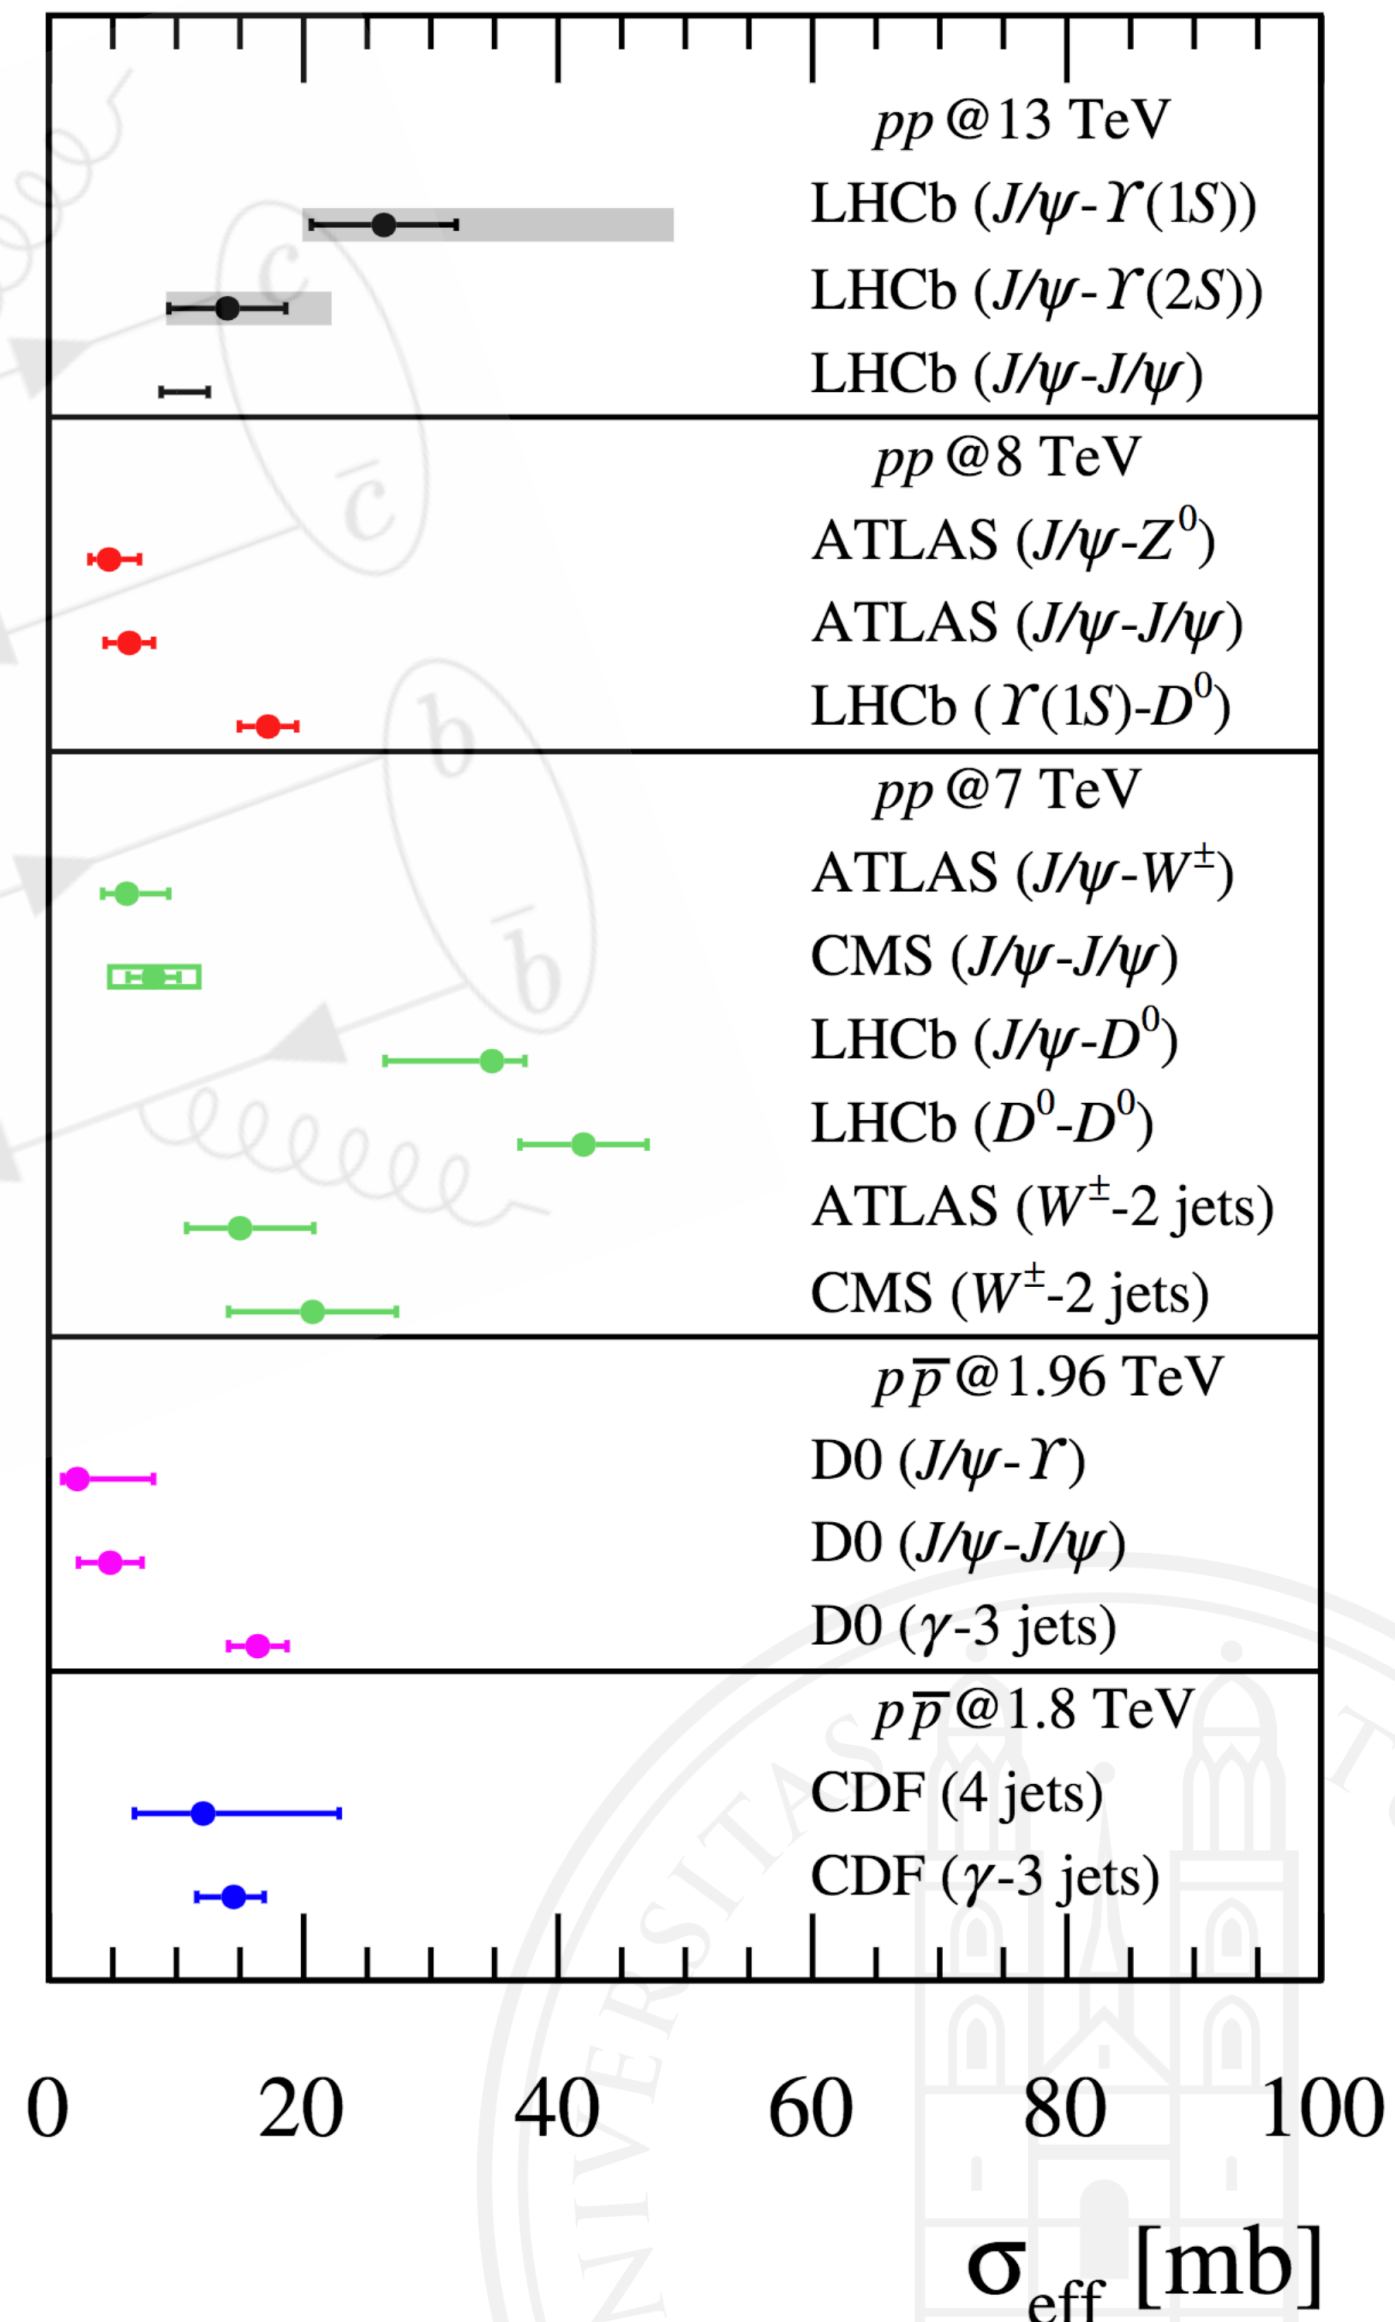 pp @13 TeV
LHCb (J/ψ-ϒ(1S))
LHCb (J/ψ-ϒ(2S))
LHCb (J/ψ-J/ψ)
c
c̄
pp @8 TeV
ATLAS (J/ψ-Z⁰)
ATLAS (J/ψ-J/ψ)
LHCb (ϒ(1S)-D⁰)
b
b̄
pp @7 TeV
ATLAS (J/ψ-W±)
CMS (J/ψ-J/ψ)
LHCb (J/ψ-D⁰)
LHCb (D⁰-D⁰)
ATLAS (W±-2 jets)
CMS (W±-2 jets)
pp̅ @1.96 TeV
D0 (J/ψ-ϒ)
D0 (J/ψ-J/ψ)
D0 (γ-3 jets)
pp̅ @1.8 TeV
CDF (4 jets)
CDF (γ-3 jets)
0 20 40 60 80 100
σeff [mb]